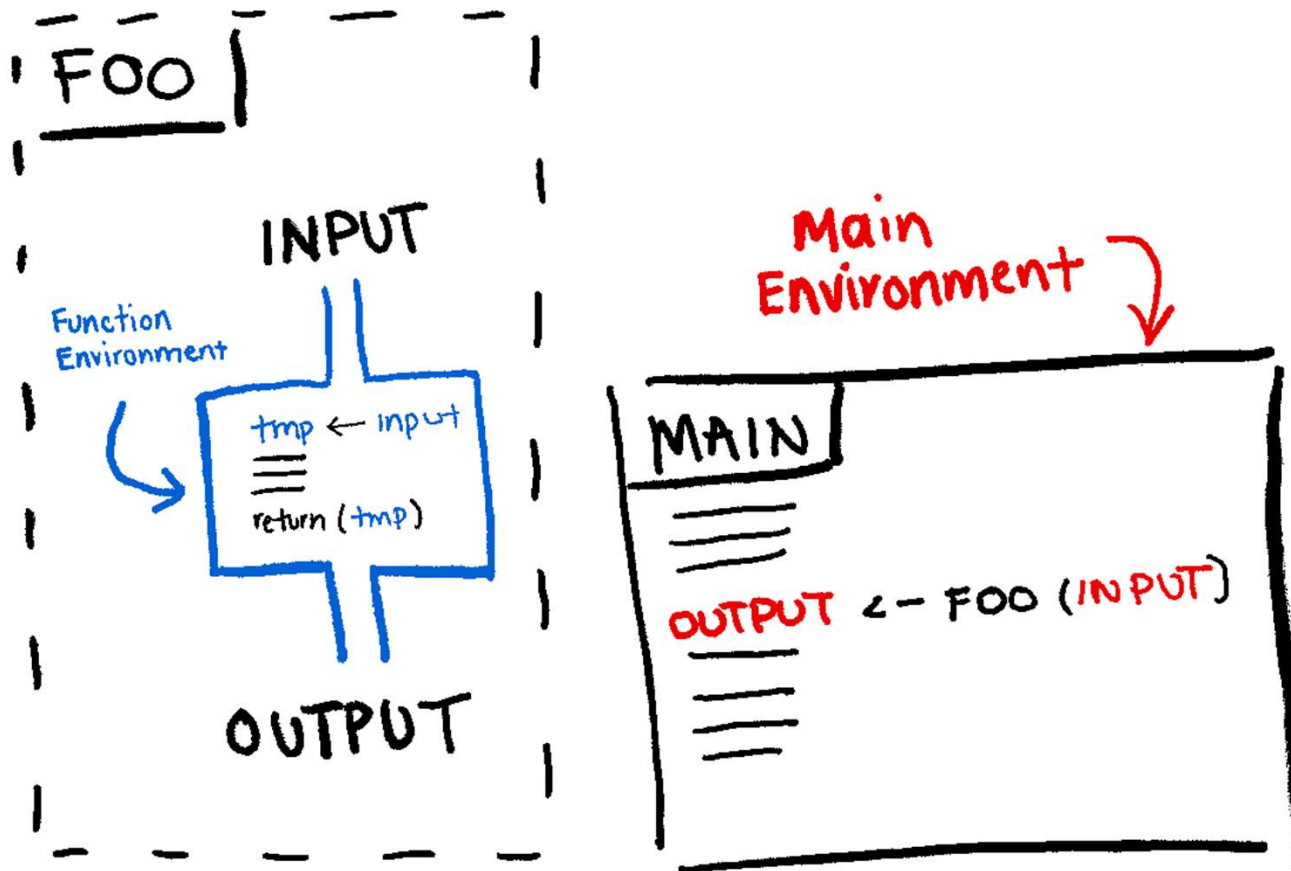 FOO
INPUT
Function
Environment
tmp ← input
return (tmp)
OUTPUT
Main
Environment
MAIN
OUTPUT <- FOO (INPUT)